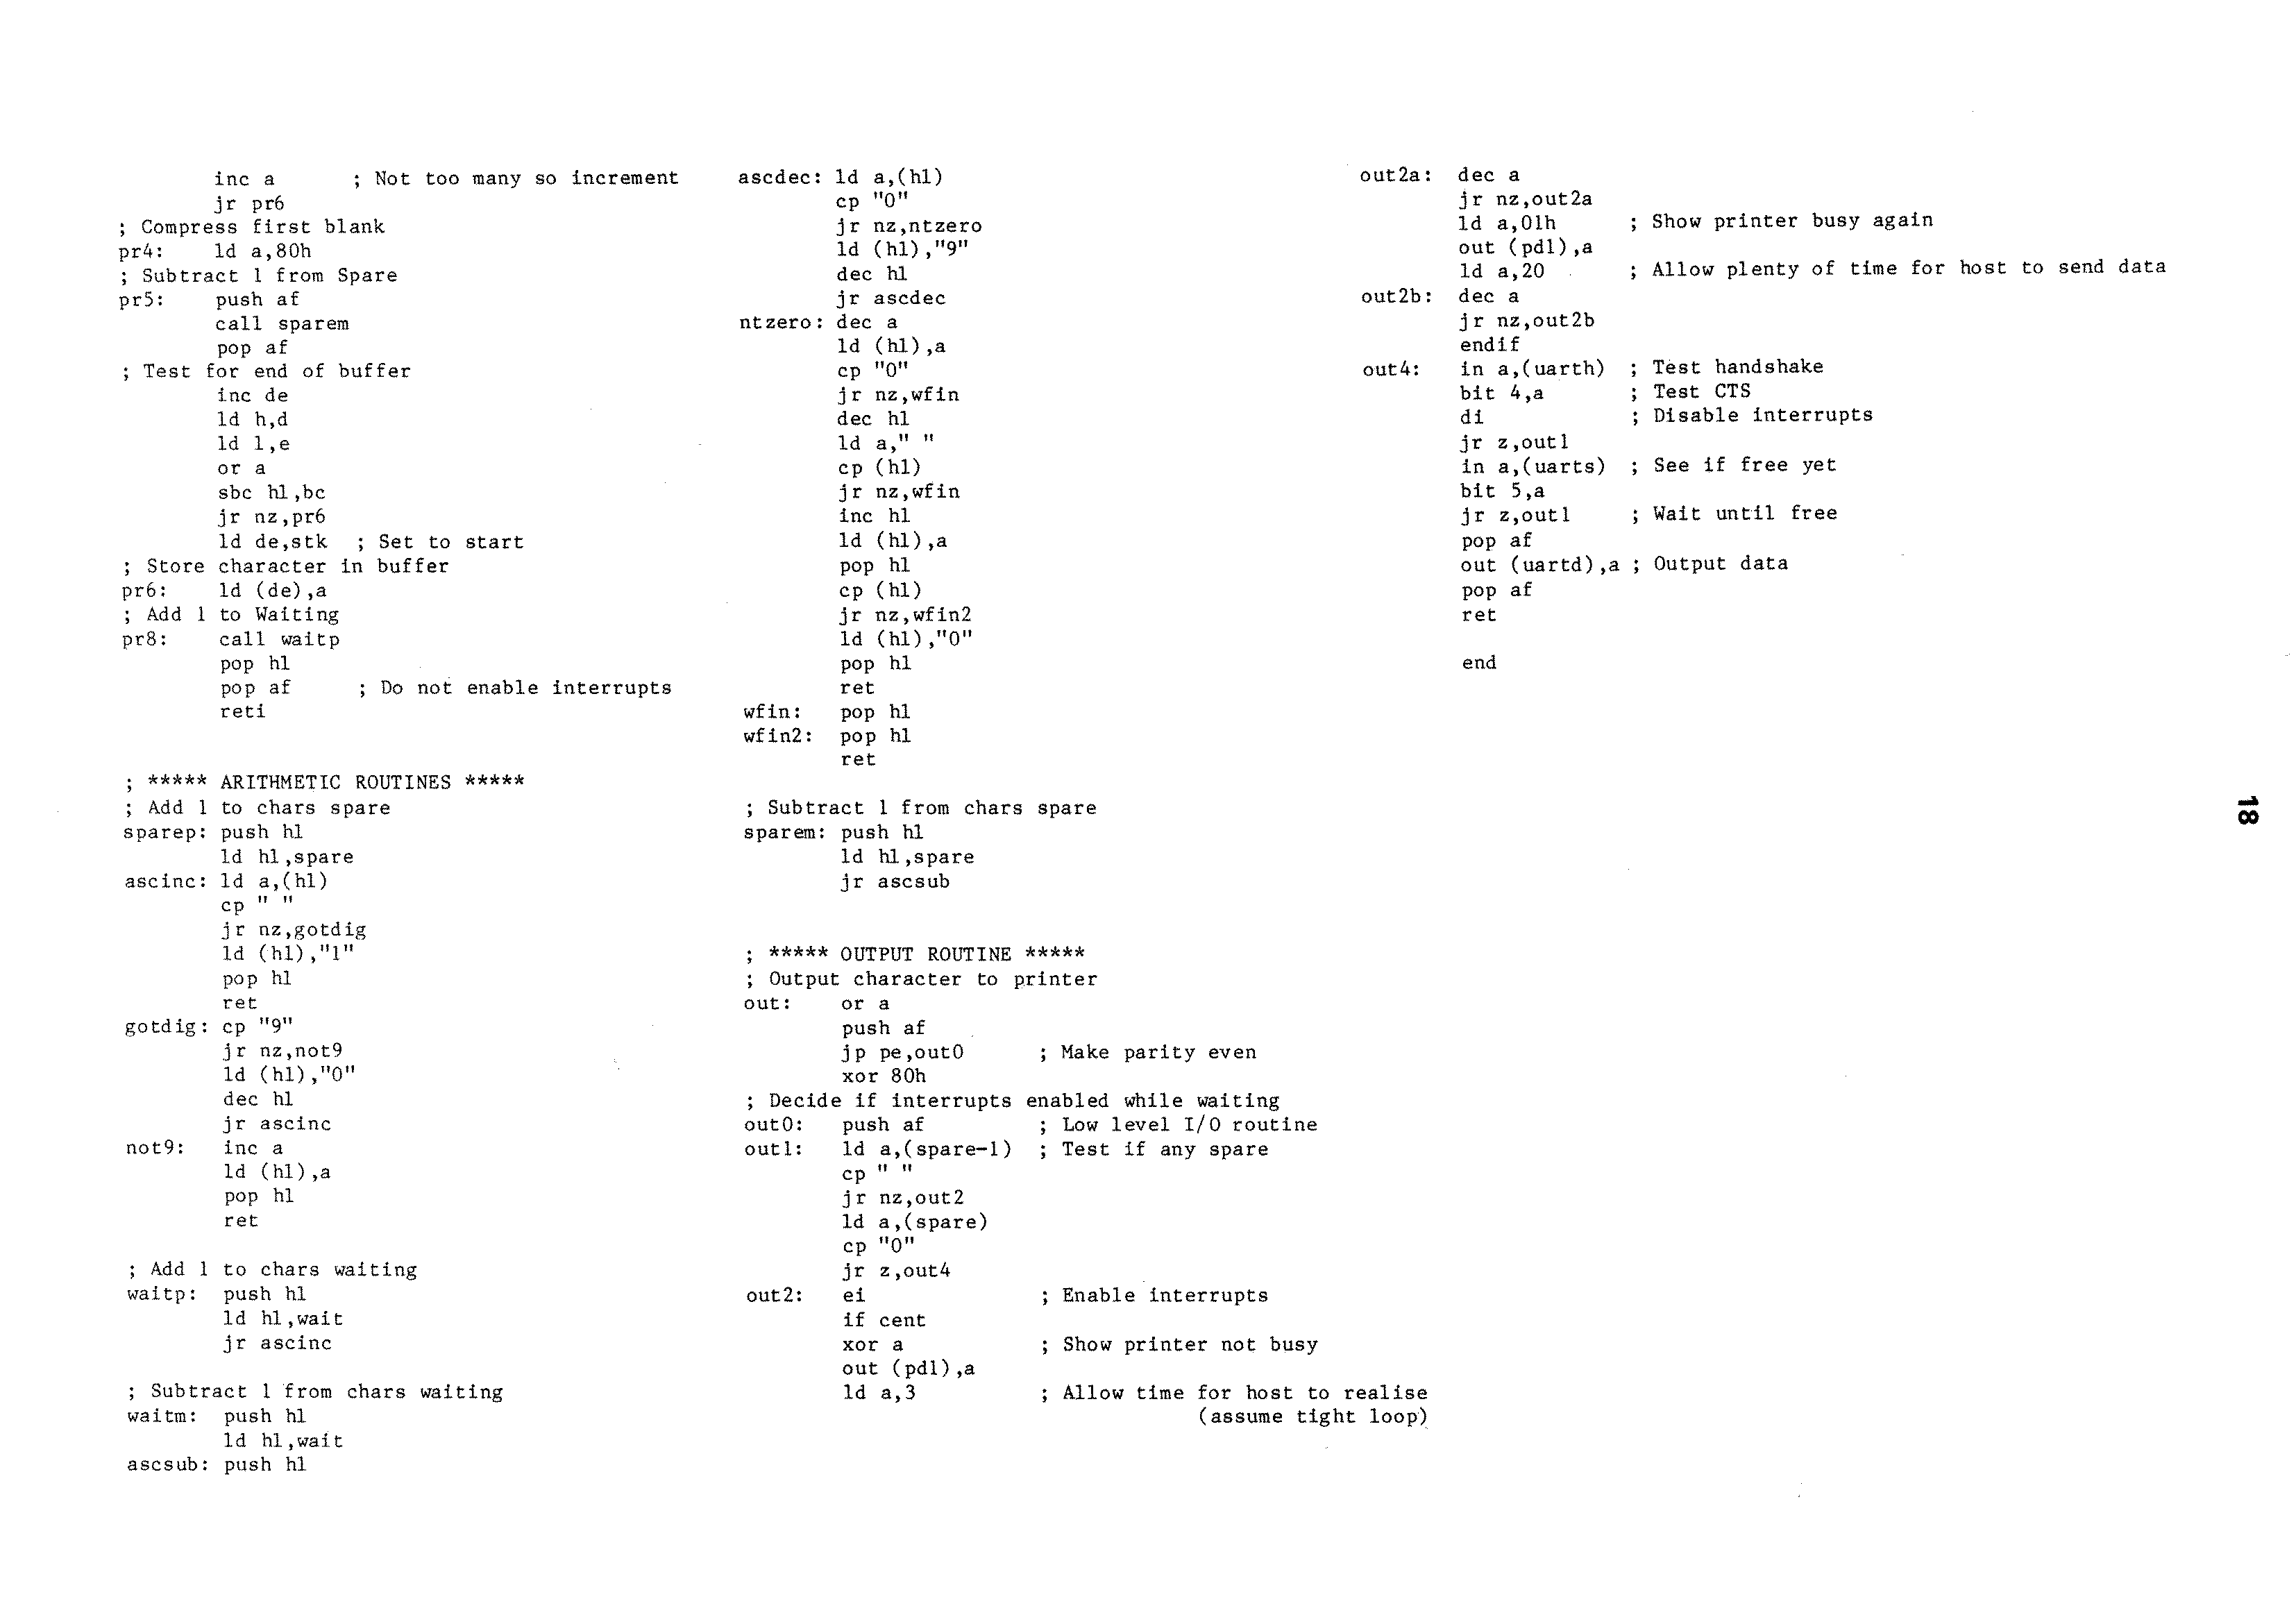 inc a       ; Not too many so increment
        jr pr6
; Compress first blank
pr4:    ld a,80h
; Subtract 1 from Spare
pr5:    push af
        call sparem
        pop af
; Test for end of buffer
        inc de
        ld h,d
        ld l,e
        or a
        sbc hl,bc
        jr nz,pr6
        ld de,stk  ; Set to start
; Store character in buffer
pr6:    ld (de),a
; Add 1 to Waiting
pr8:    call waitp
        pop hl
        pop af      ; Do not enable interrupts
        reti

; ***** ARITHMETIC ROUTINES *****
; Add 1 to chars spare
sparep: push hl
        ld hl,spare
ascinc: ld a,(hl)
        cp " "
        jr nz,gotdig
        ld (hl),"1"
        pop hl
        ret
gotdig: cp "9"
        jr nz,not9
        ld (hl),"0"
        dec hl
        jr ascinc
not9:   inc a
        ld (hl),a
        pop hl
        ret

; Add 1 to chars waiting
waitp:  push hl
        ld hl,wait
        jr ascinc

; Subtract 1 from chars waiting
waitm:  push hl
        ld hl,wait
ascsub: push hl
ascdec: ld a,(hl)
        cp "0"
        jr nz,ntzero
        ld (hl),"9"
        dec hl
        jr ascdec
ntzero: dec a
        ld (hl),a
        cp "0"
        jr nz,wfin
        dec hl
        ld a," "
        cp (hl)
        jr nz,wfin
        inc hl
        ld (hl),a
        pop hl
        cp (hl)
        jr nz,wfin2
        ld (hl),"0"
        pop hl
        ret
wfin:   pop hl
wfin2:  pop hl
        ret

; Subtract 1 from chars spare
sparem: push hl
        ld hl,spare
        jr ascsub

; ***** OUTPUT ROUTINE *****
; Output character to printer
out:    or a
        push af
        jp pe,out0      ; Make parity even
        xor 80h
; Decide if interrupts enabled while waiting
out0:   push af         ; Low level I/O routine
out1:   ld a,(spare-1)  ; Test if any spare
        cp " "
        jr nz,out2
        ld a,(spare)
        cp "0"
        jr z,out4
out2:   ei              ; Enable interrupts
        if cent
        xor a           ; Show printer not busy
        out (pd1),a
        ld a,3          ; Allow time for host to realise
                                     (assume tight loop)
out2a:  dec a
        jr nz,out2a
        ld a,01h      ; Show printer busy again
        out (pd1),a
        ld a,20       ; Allow plenty of time for host to send data
out2b:  dec a
        jr nz,out2b
        endif
out4:   in a,(uarth)  ; Test handshake
        bit 4,a       ; Test CTS
        di            ; Disable interrupts
        jr z,out1
        in a,(uarts)  ; See if free yet
        bit 5,a
        jr z,out1     ; Wait until free
        pop af
        out (uartd),a ; Output data
        pop af
        ret

        end
18